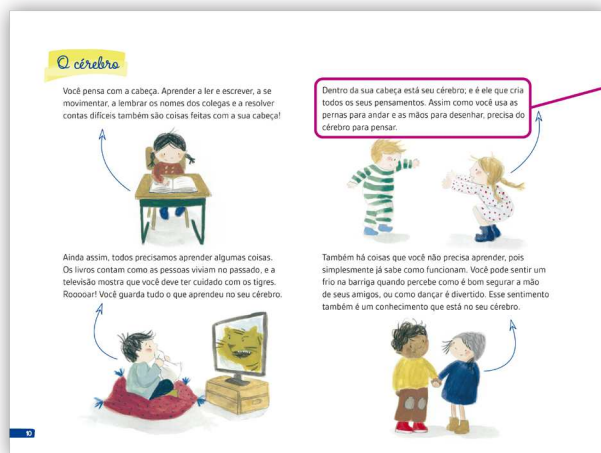 O cérebro
Você pensa com a cabeça. Aprender a ler e escrever, a se
movimentar, a lembrar os nomes dos colegas e a resolver
contas difíceis também são coisas feitas com a sua cabeça!
Ainda assim, todos precisamos aprender algumas coisas.
Os livros contam como as pessoas viviam no passado, e a
televisão mostra que você deve ter cuidado com os tigres.
Rooooar! Você guarda tudo o que aprendeu no seu cérebro.
Dentro da sua cabeça está seu cérebro; e é ele que cria
todos os seus pensamentos. Assim como você usa as
pernas para andar e as mãos para desenhar, precisa do
cérebro para pensar.
Também há coisas que você não precisa aprender, pois
simplesmente já sabe como funcionam. Você pode sentir um
frio na barriga quando percebe como é bom segurar a mão
de seus amigos, ou como dançar é divertido. Esse sentimento
também é um conhecimento que está no seu cérebro.
10